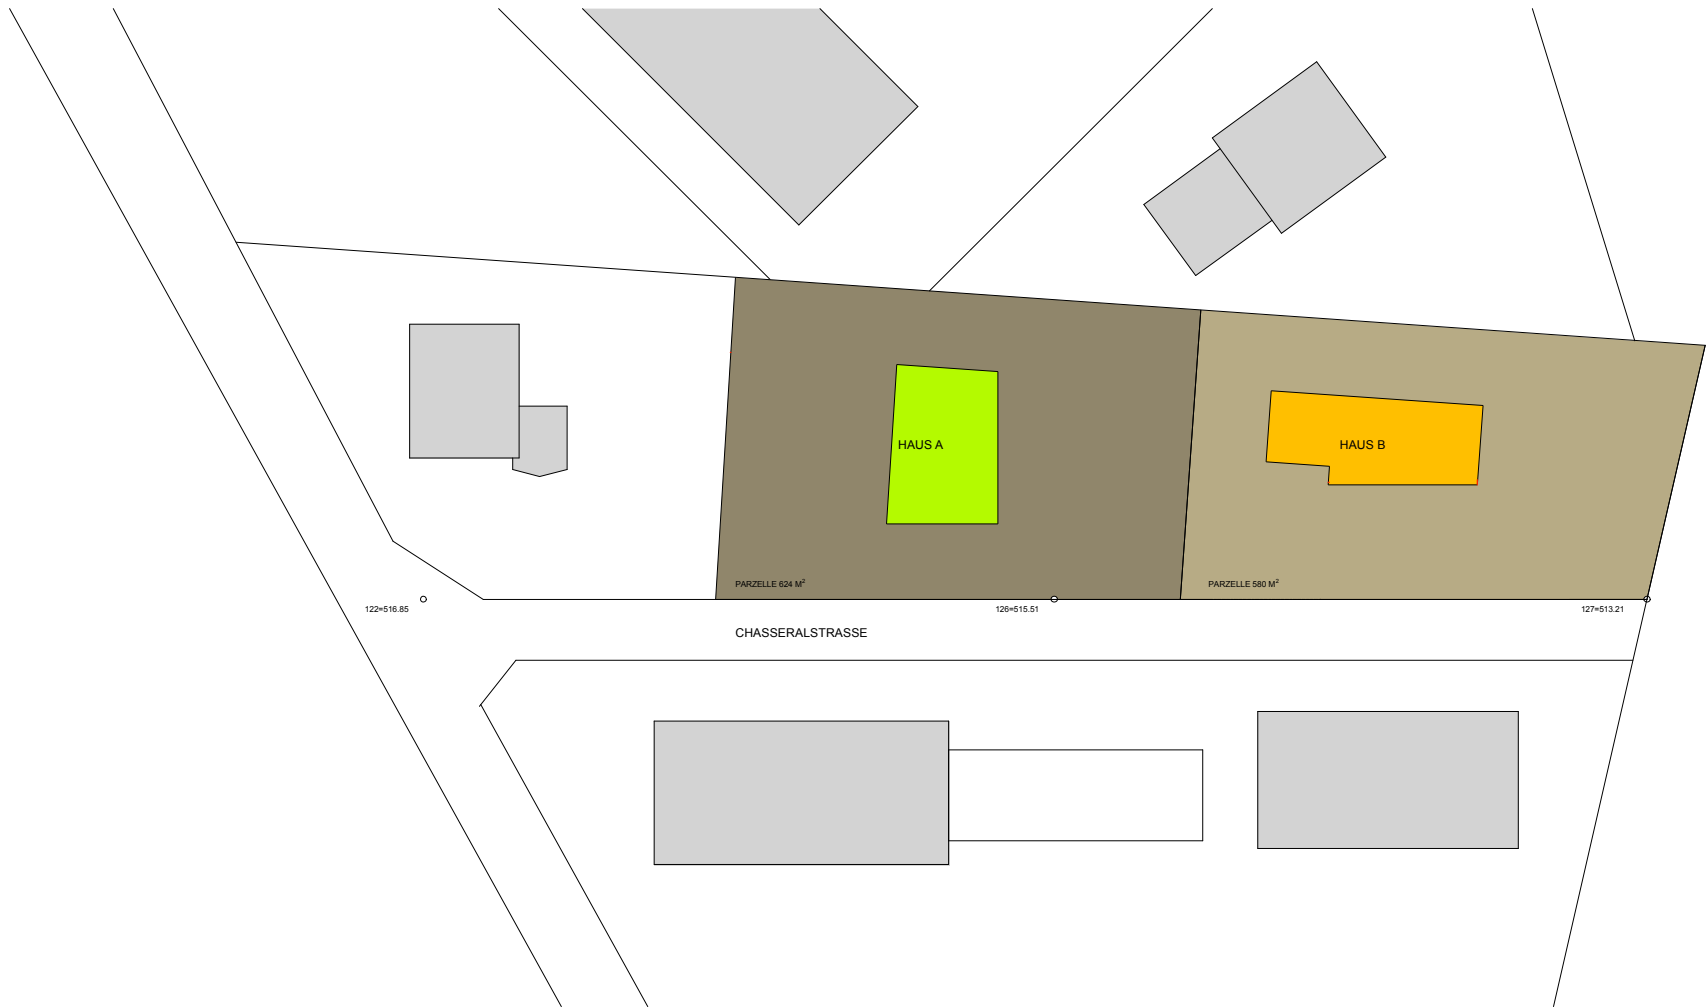 HAUS A
HAUS B
PARZELLE 624 M²
PARZELLE 580 M²
122=516.85
126=515.51
127=513.21
CHASSERALSTRASSE